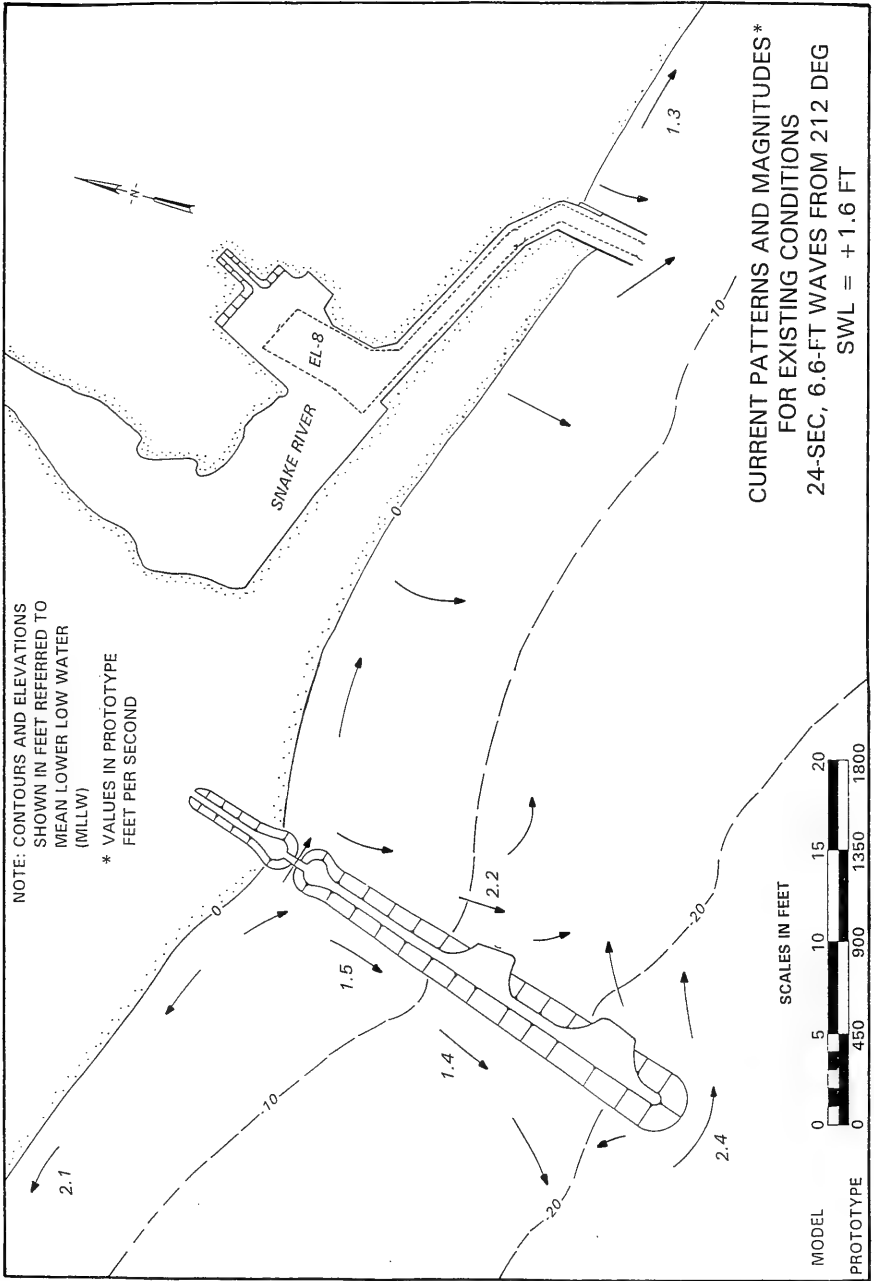 NOTE: CONTOURS AND ELEVATIONS
SHOWN IN FEET REFERRED TO
MEAN LOWER LOW WATER
(MLLW)
* VALUES IN PROTOTYPE
FEET PER SECOND
-N-
SNAKE RIVER
EL-8
0
0
-10
-10
-20
-20
2.1
1.5
1.4
2.4
2.2
1.3
SCALES IN FEET
MODEL 0 5 10 15 20
PROTOTYPE 0 450 900 1350 1800
CURRENT PATTERNS AND MAGNITUDES*
FOR EXISTING CONDITIONS
24-SEC, 6.6-FT WAVES FROM 212 DEG
SWL = +1.6 FT